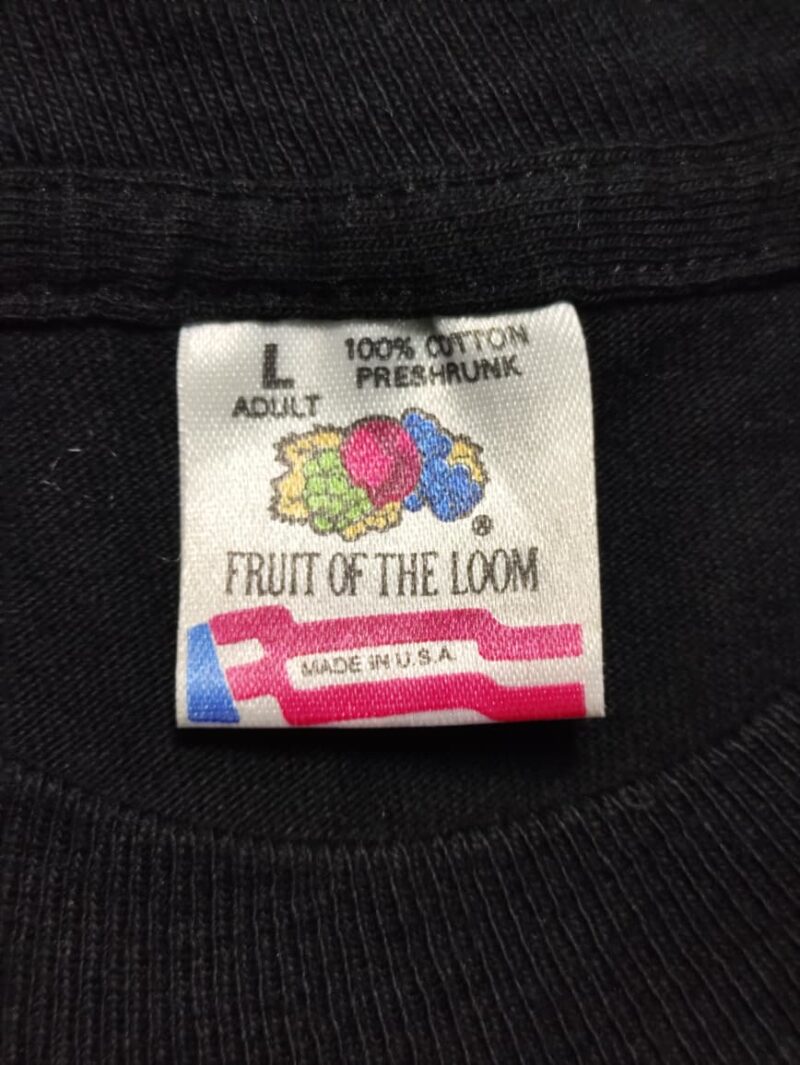 L
ADULT
100% COTTON
PRESHRUNK
®
FRUIT OF THE LOOM
MADE IN U.S.A.